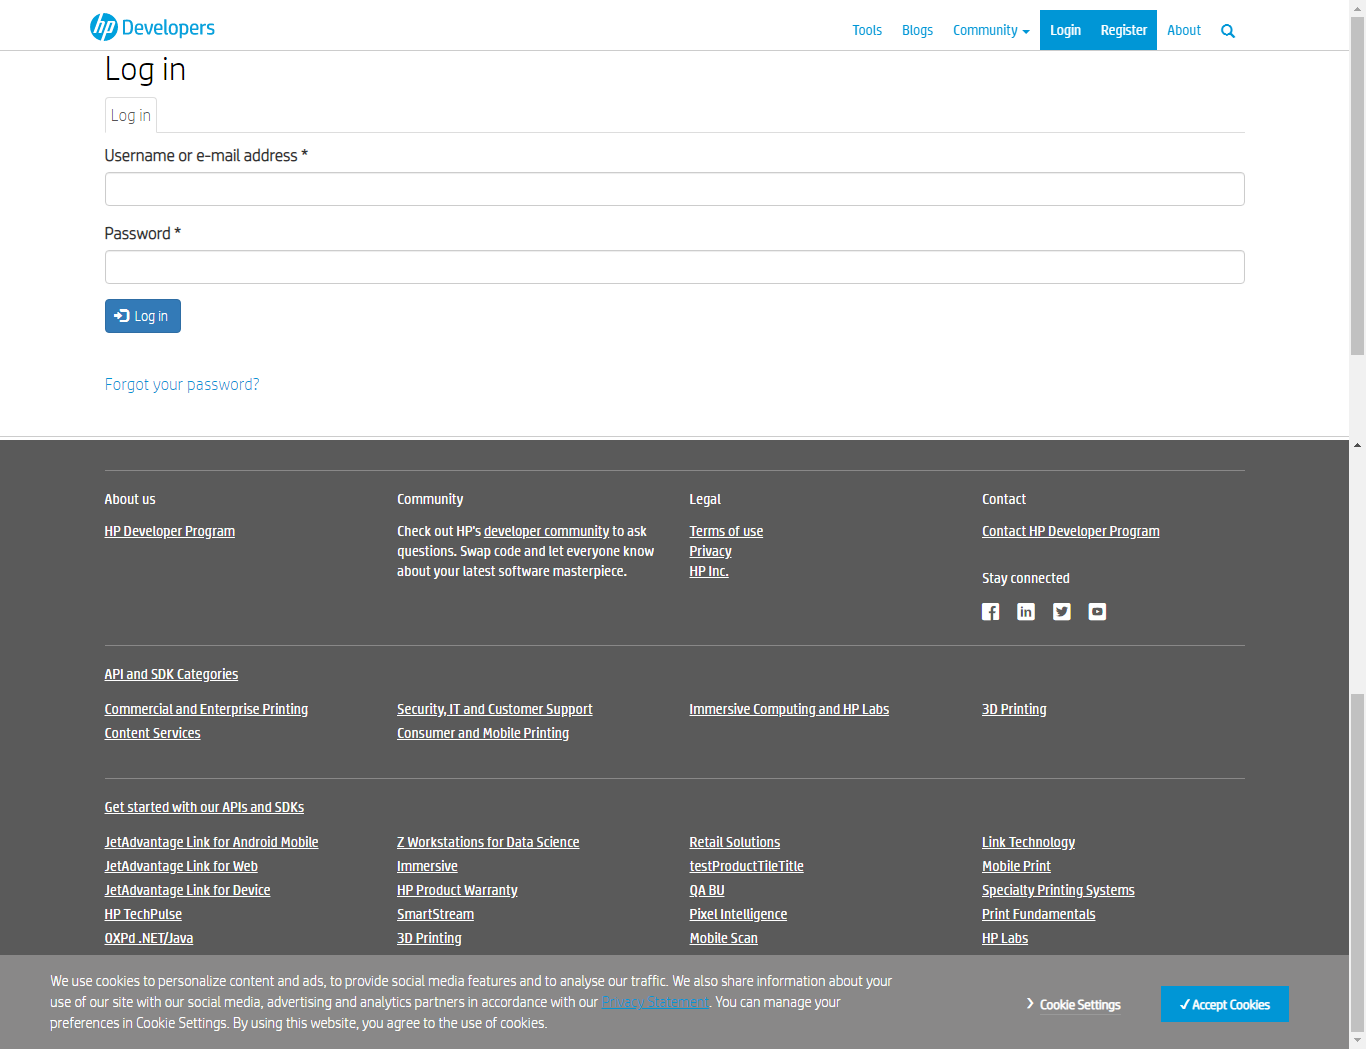 hp Developers
Tools Blogs Community Login Register About
Log in
Log in
Username or e-mail address *
Password *
Log in
Forgot your password?
About us
HP Developer Program
Community
Check out HP's developer community to ask
questions. Swap code and let everyone know
about your latest software masterpiece.
Legal
Terms of use
Privacy
HP Inc.
Contact
Contact HP Developer Program
Stay connected
API and SDK Categories
Commercial and Enterprise Printing
Content Services
Security, IT and Customer Support
Consumer and Mobile Printing
Immersive Computing and HP Labs
3D Printing
Get started with our APIs and SDKs
JetAdvantage Link for Android Mobile
JetAdvantage Link for Web
JetAdvantage Link for Device
HP TechPulse
OXPd .NET/Java
Z Workstations for Data Science
Immersive
HP Product Warranty
SmartStream
3D Printing
Retail Solutions
testProductTileTitle
QA BU
Pixel Intelligence
Mobile Scan
Link Technology
Mobile Print
Specialty Printing Systems
Print Fundamentals
HP Labs
We use cookies to personalize content and ads, to provide social media features and to analyse our traffic. We also share information about your
use of our site with our social media, advertising and analytics partners in accordance with our Privacy Statement. You can manage your
preferences in Cookie Settings. By using this website, you agree to the use of cookies.
Cookie Settings
Accept Cookies